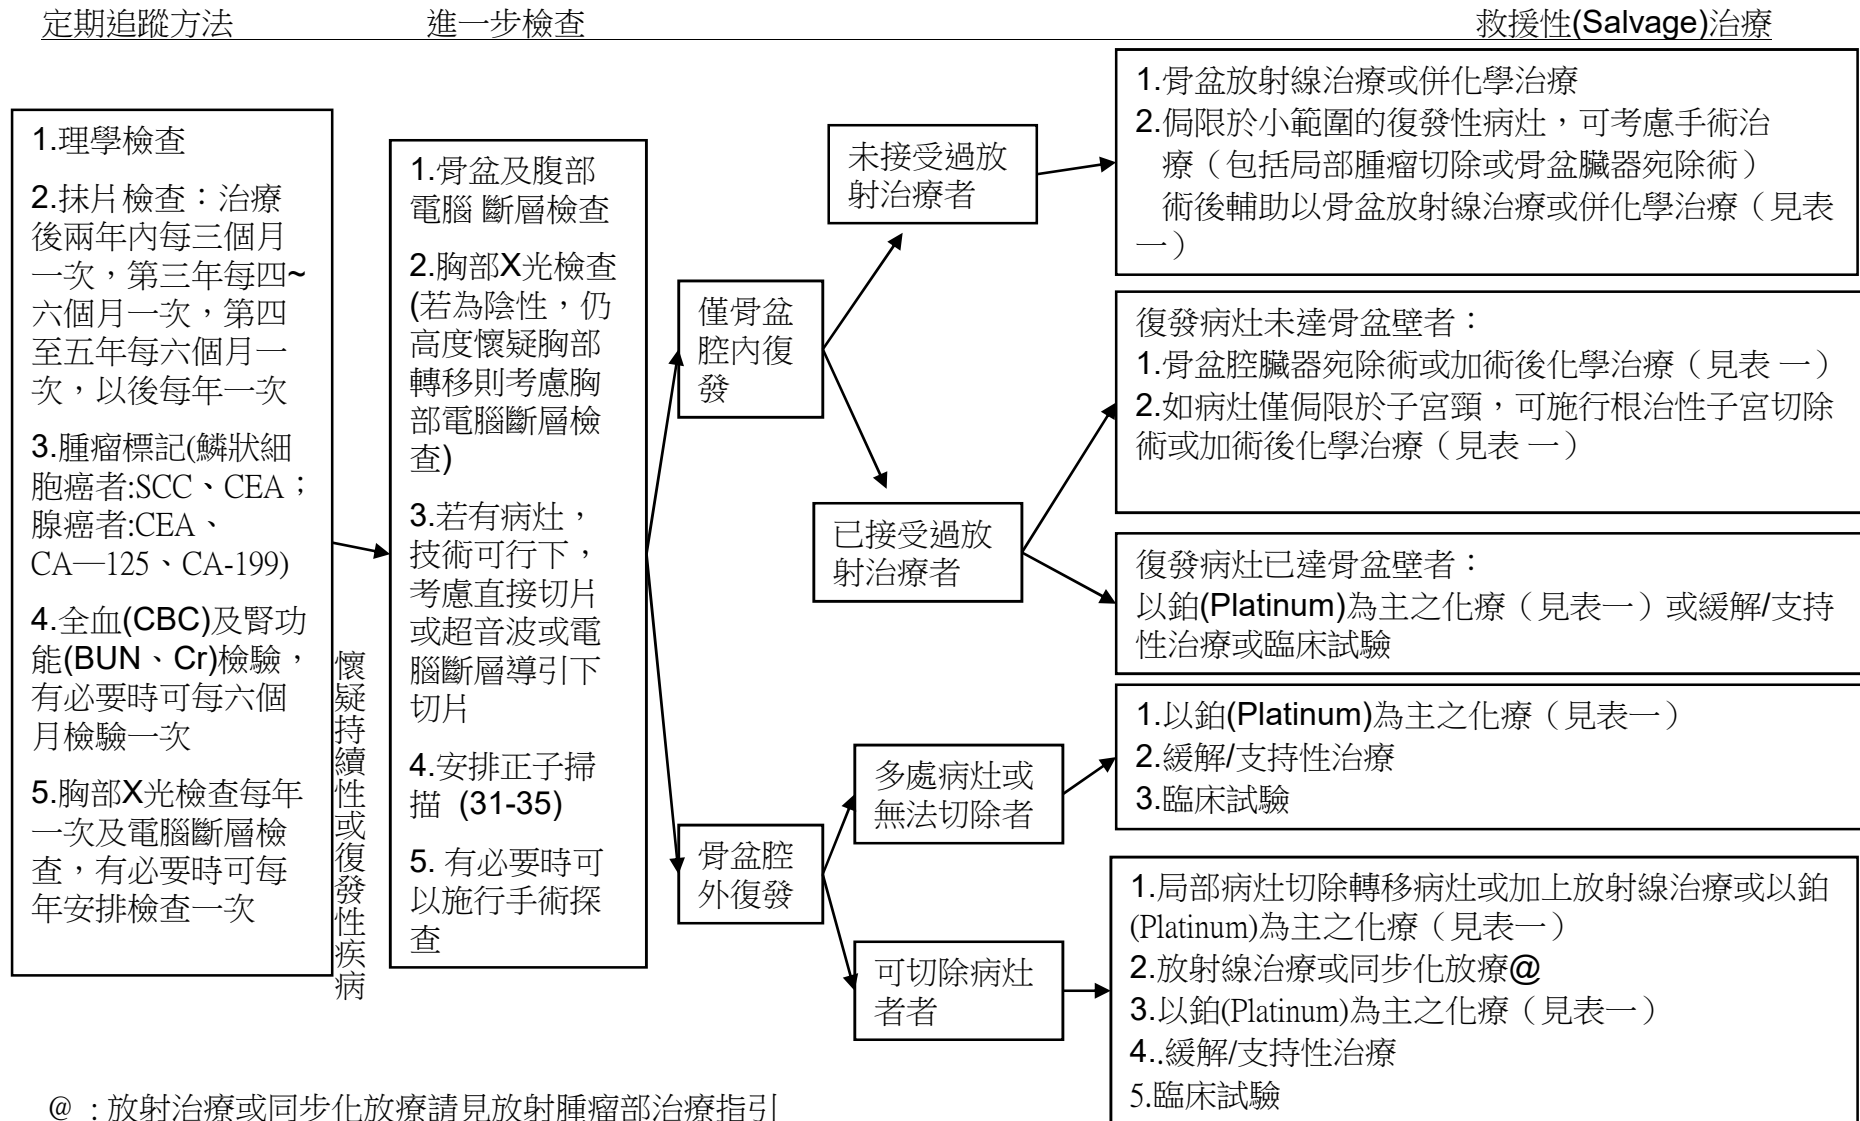 定期追蹤方法 進一步檢查 救援性(Salvage)治療
1.理學檢查
2.抹片檢查：治療
後兩年內每三個月
一次，第三年每四~
六個月一次，第四
至五年每六個月一
次，以後每年一次
3.腫瘤標記(鱗狀細
胞癌者:SCC、CEA；
腺癌者:CEA、
CA—125、CA-199)
4.全血(CBC)及腎功
能(BUN、Cr)檢驗，
有必要時可每六個
月檢驗一次
5.胸部X光檢查每年
一次及電腦斷層檢
查，有必要時可每
年安排檢查一次
懷疑持續性或復發性疾病
1.骨盆及腹部
電腦 斷層檢查
2.胸部X光檢查
(若為陰性，仍
高度懷疑胸部
轉移則考慮胸
部電腦斷層檢
查)
3.若有病灶，
技術可行下，
考慮直接切片
或超音波或電
腦斷層導引下
切片
4.安排正子掃
描 (31-35)
5. 有必要時可
以施行手術探
查
僅骨盆
腔內復
發
未接受過放
射治療者
1.骨盆放射線治療或併化學治療
2.侷限於小範圍的復發性病灶，可考慮手術治
療（包括局部腫瘤切除或骨盆臟器宛除術）
術後輔助以骨盆放射線治療或併化學治療（見表
一）
已接受過放
射治療者
復發病灶未達骨盆壁者：
1.骨盆腔臟器宛除術或加術後化學治療（見表 一）
2.如病灶僅侷限於子宮頸，可施行根治性子宮切除
術或加術後化學治療（見表 一）
復發病灶已達骨盆壁者：
以鉑(Platinum)為主之化療（見表一）或緩解/支持
性治療或臨床試驗
骨盆腔
外復發
多處病灶或
無法切除者
1.以鉑(Platinum)為主之化療（見表一）
2.緩解/支持性治療
3.臨床試驗
可切除病灶
者者
1.局部病灶切除轉移病灶或加上放射線治療或以鉑
(Platinum)為主之化療（見表一）
2.放射線治療或同步化放療@
3.以鉑(Platinum)為主之化療（見表一）
4..緩解/支持性治療
5.臨床試驗
@ : 放射治療或同步化放療請見放射腫瘤部治療指引